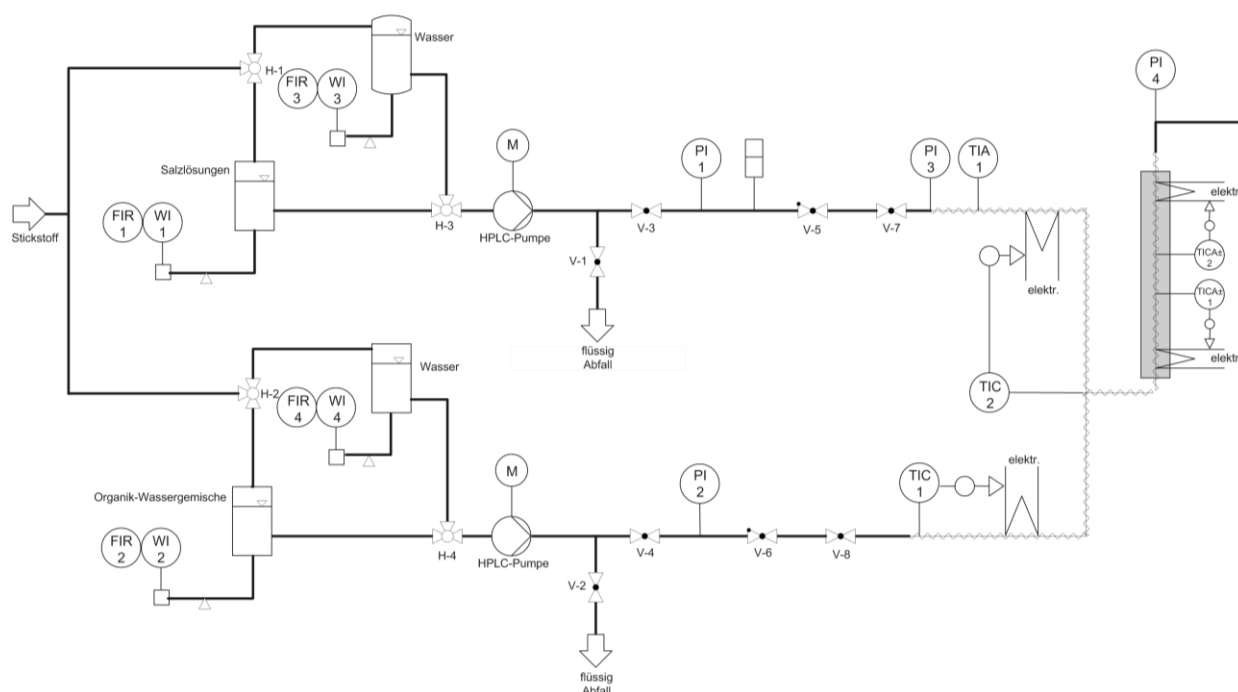 Wasser
PI
4
H-1
FIR
3
WI
3
M
PI
1
PI
3
TIA
1
Salzlösungen
elektr.
FIR
1
WI
1
Stickstoff
H-3
HPLC-Pumpe
V-3
V-5
V-7
TICA±
2
V-1
elektr.
TICA±
1
flüssig
Abfall
Wasser
elektr.
H-2
FIR
4
WI
4
TIC
2
M
PI
2
TIC
1
elektr.
Organik-Wassergemische
FIR
2
WI
2
H-4
HPLC-Pumpe
V-4
V-6
V-8
V-2
flüssig
Abfall